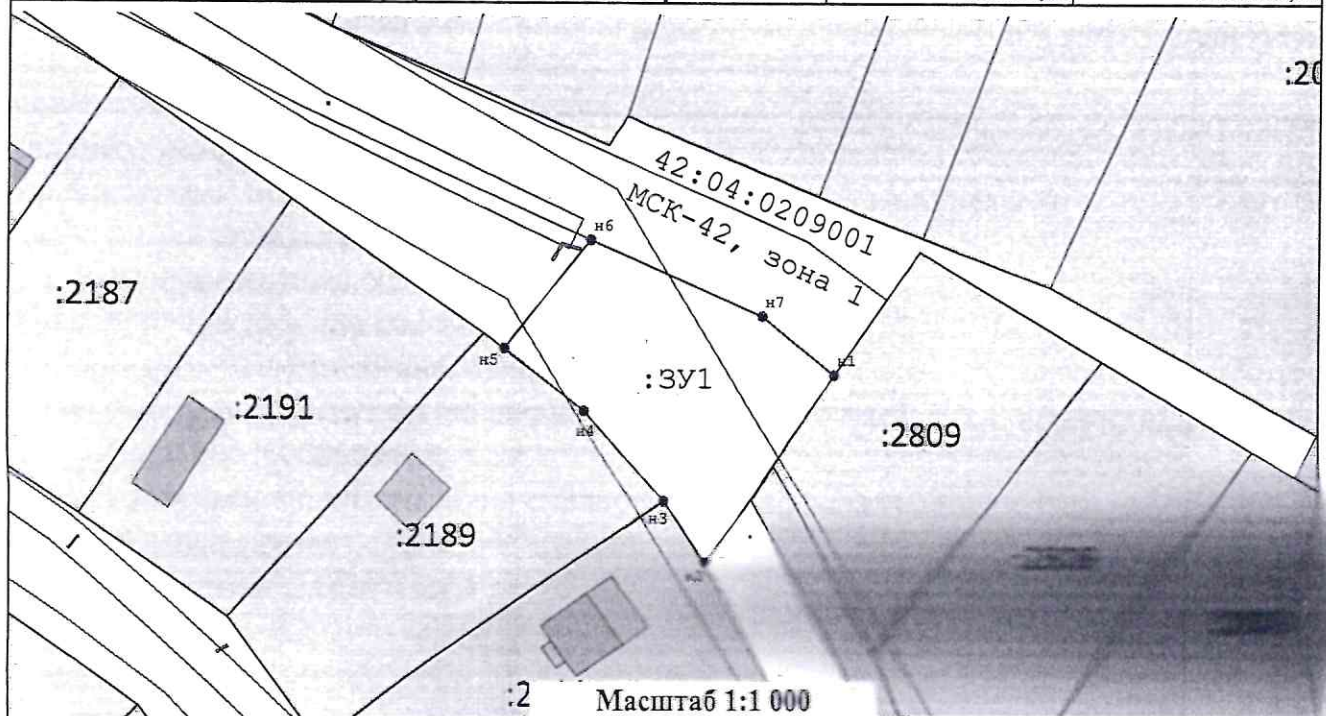 :20
42:04:0209001
МСК-42, зона 1
н6
:2187
н7
н5
н1
:ЗУ1
:2191
н4
:2809
н3
:2189
:2
Масштаб 1:1 000